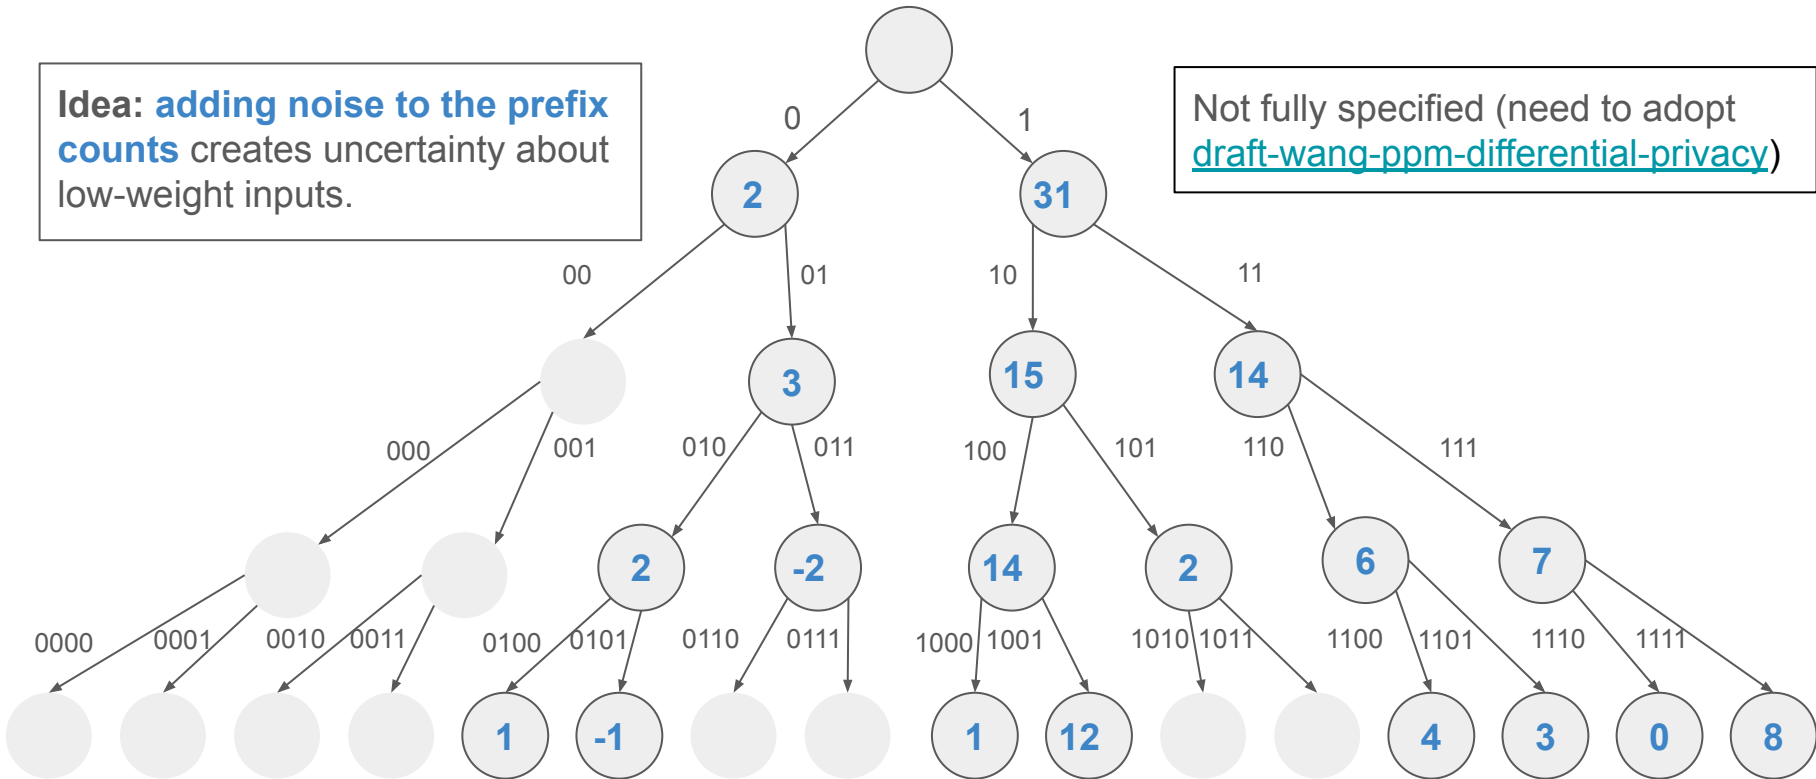 Idea: adding noise to the prefix
counts creates uncertainty about
low-weight inputs.
Not fully specified (need to adopt
draft-wang-ppm-differential-privacy)
0 1
2 31
00 01 10 11
3 15 14
000 001 010 011 100 101 110 111
2 -2 14 2 6 7
0000 0001 0010 0011 0100 0101 0110 0111 1000 1001 1010 1011 1100 1101 1110 1111
1 -1 1 12 4 3 0 8